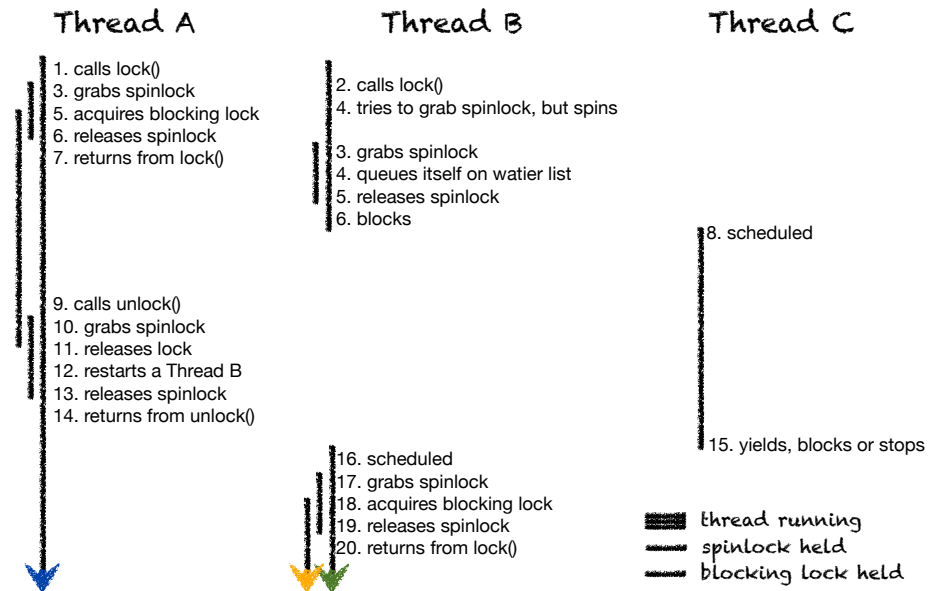 Thread A
1. calls lock()
3. grabs spinlock
5. acquires blocking lock
6. releases spinlock
7. returns from lock()
9. calls unlock()
10. grabs spinlock
11. releases lock
12. restarts a Thread B
13. releases spinlock
14. returns from unlock()
Thread B
2. calls lock()
4. tries to grab spinlock, but spins
3. grabs spinlock
4. queues itself on watier list
5. releases spinlock
6. blocks
16. scheduled
17. grabs spinlock
18. acquires blocking lock
19. releases spinlock
20. returns from lock()
Thread C
8. scheduled
15. yields, blocks or stops
thread running
spinlock held
blocking lock held